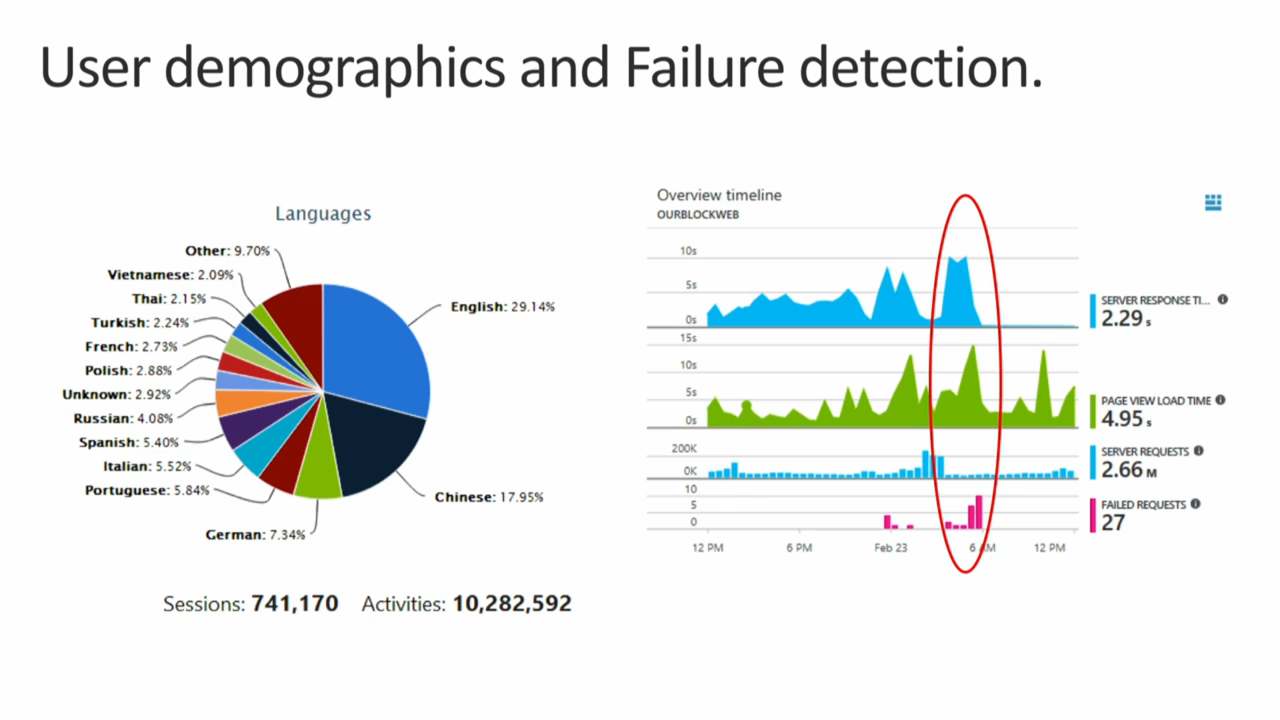 User demographics and Failure detection.
Languages
Other: 9.70%
Vietnamese: 2.09%
Thai: 2.15%
Turkish: 2.24%
French: 2.73%
Polish: 2.88%
Unknown: 2.92%
Russian: 4.08%
Spanish: 5.40%
Italian: 5.52%
Portuguese: 5.84%
German: 7.34%
English: 29.14%
Chinese: 17.95%
Sessions: 741,170 Activities: 10,282,592
Overview timeline
OURBLOCKWEB
10s
5s
0s
15s
10s
5s
0s
200K
0K
10
5
0
12 PM 6 PM Feb 23 6 AM 12 PM
SERVER RESPONSE TI...
2.29 s
PAGE VIEW LOAD TIME
4.95 s
SERVER REQUESTS
2.66 M
FAILED REQUESTS
27